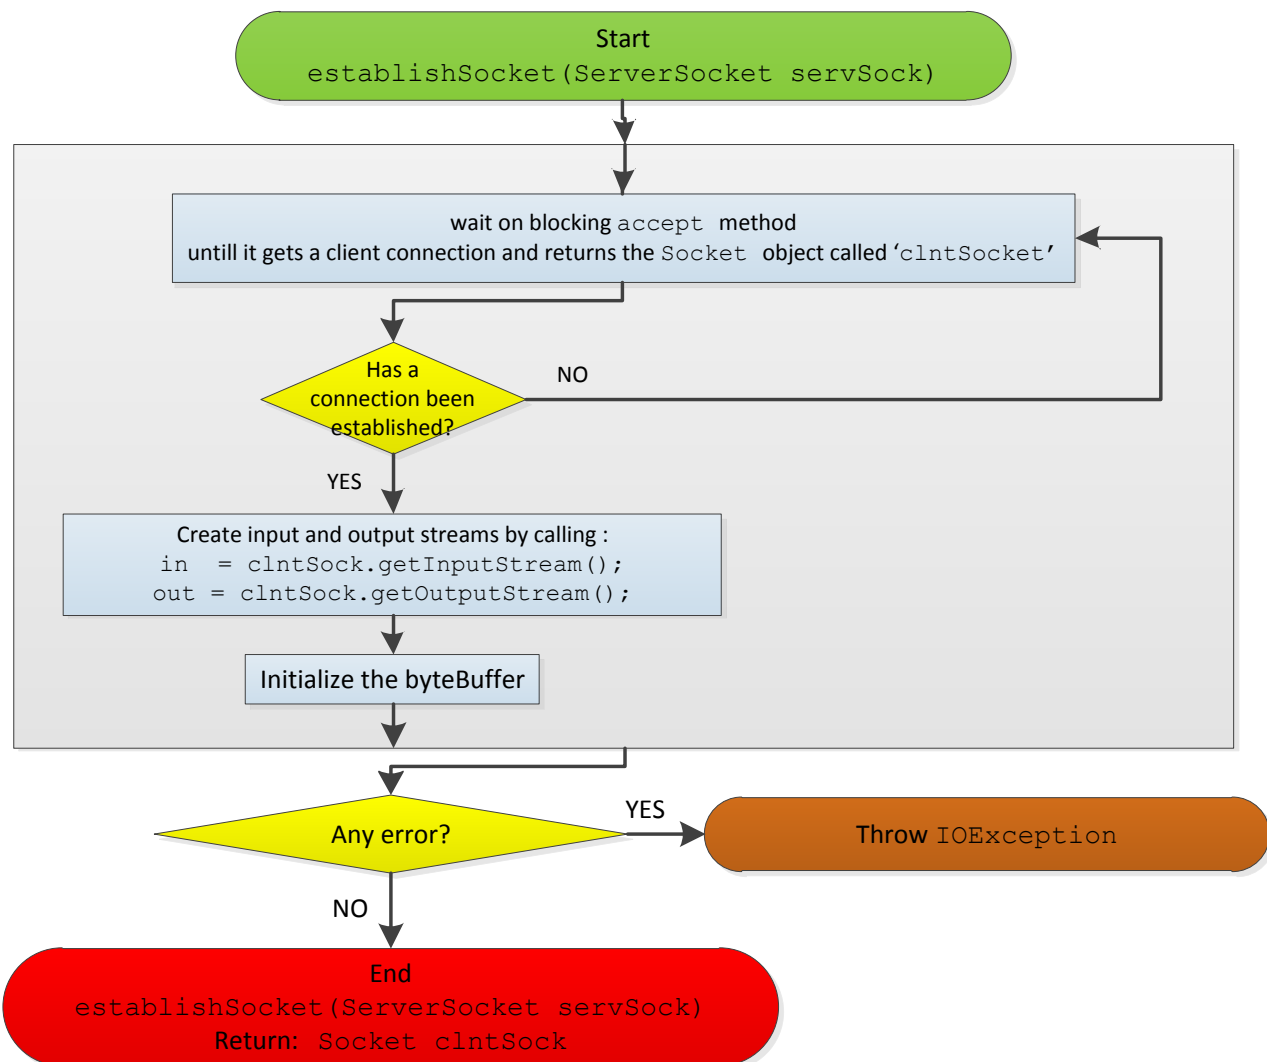 Start
establishSocket(ServerSocket servSock)
wait on blocking accept method
untill it gets a client connection and returns the Socket object called ‘clntSocket’
Has a
connection been
established?
NO
YES
Create input and output streams by calling :
in  = clntSock.getInputStream();
out = clntSock.getOutputStream();
Initialize the byteBuffer
Any error?
YES
Throw IOException
NO
End
establishSocket(ServerSocket servSock)
Return: Socket clntSock